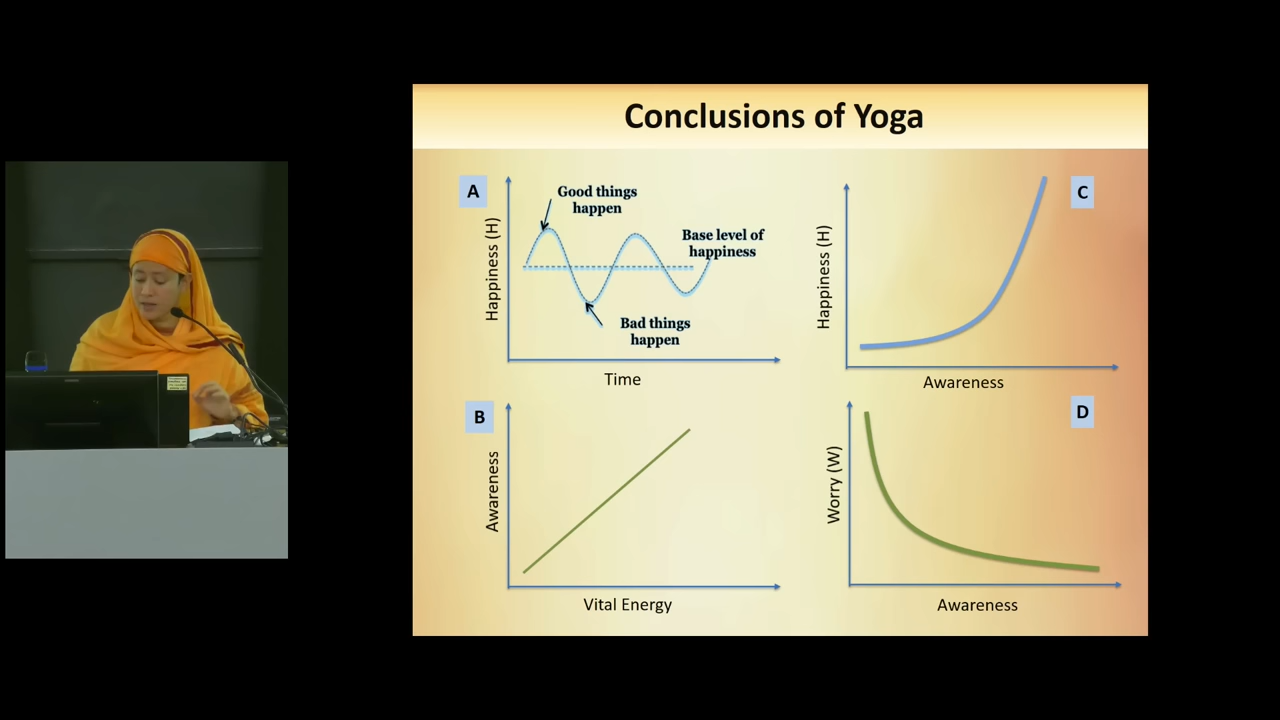 Conclusions of Yoga
A
Good things
happen
Happiness (H)
Base level of
happiness
Bad things
happen
Time
C
Happiness (H)
Awareness
B
Awareness
Vital Energy
D
Worry (W)
Awareness